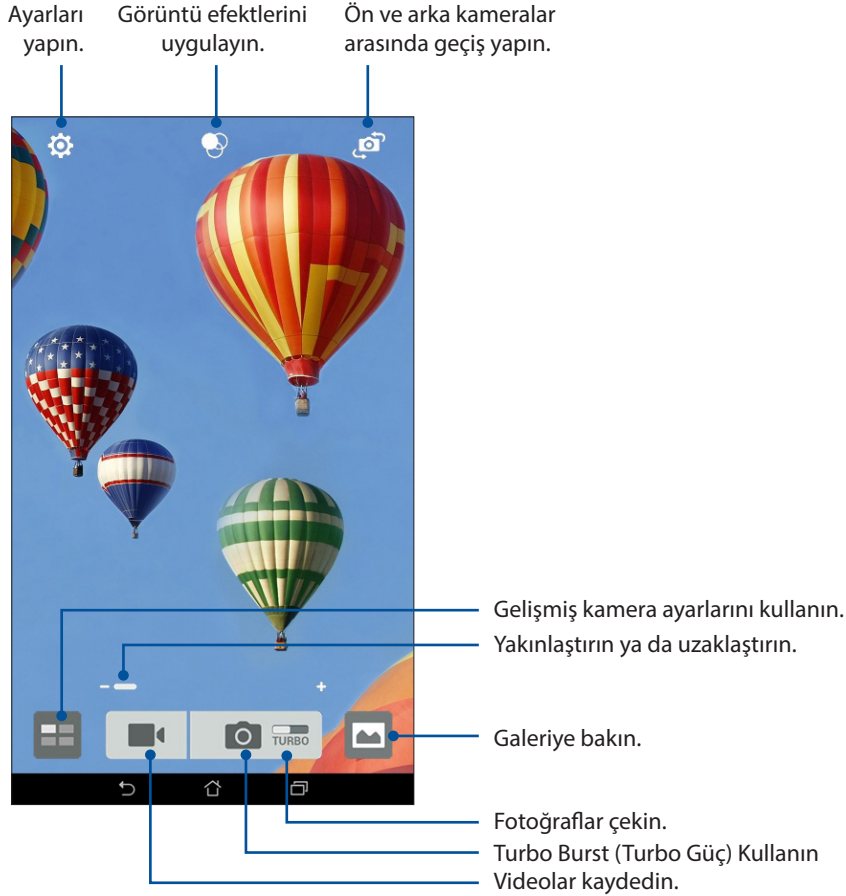 Ayarları
yapın.
Görüntü efektlerini
uygulayın.
Ön ve arka kameralar
arasında geçiş yapın.
Gelişmiş kamera ayarlarını kullanın.
Yakınlaştırın ya da uzaklaştırın.
TURBO
Galeriye bakın.
Fotoğraflar çekin.
Turbo Burst (Turbo Güç) Kullanın
Videolar kaydedin.